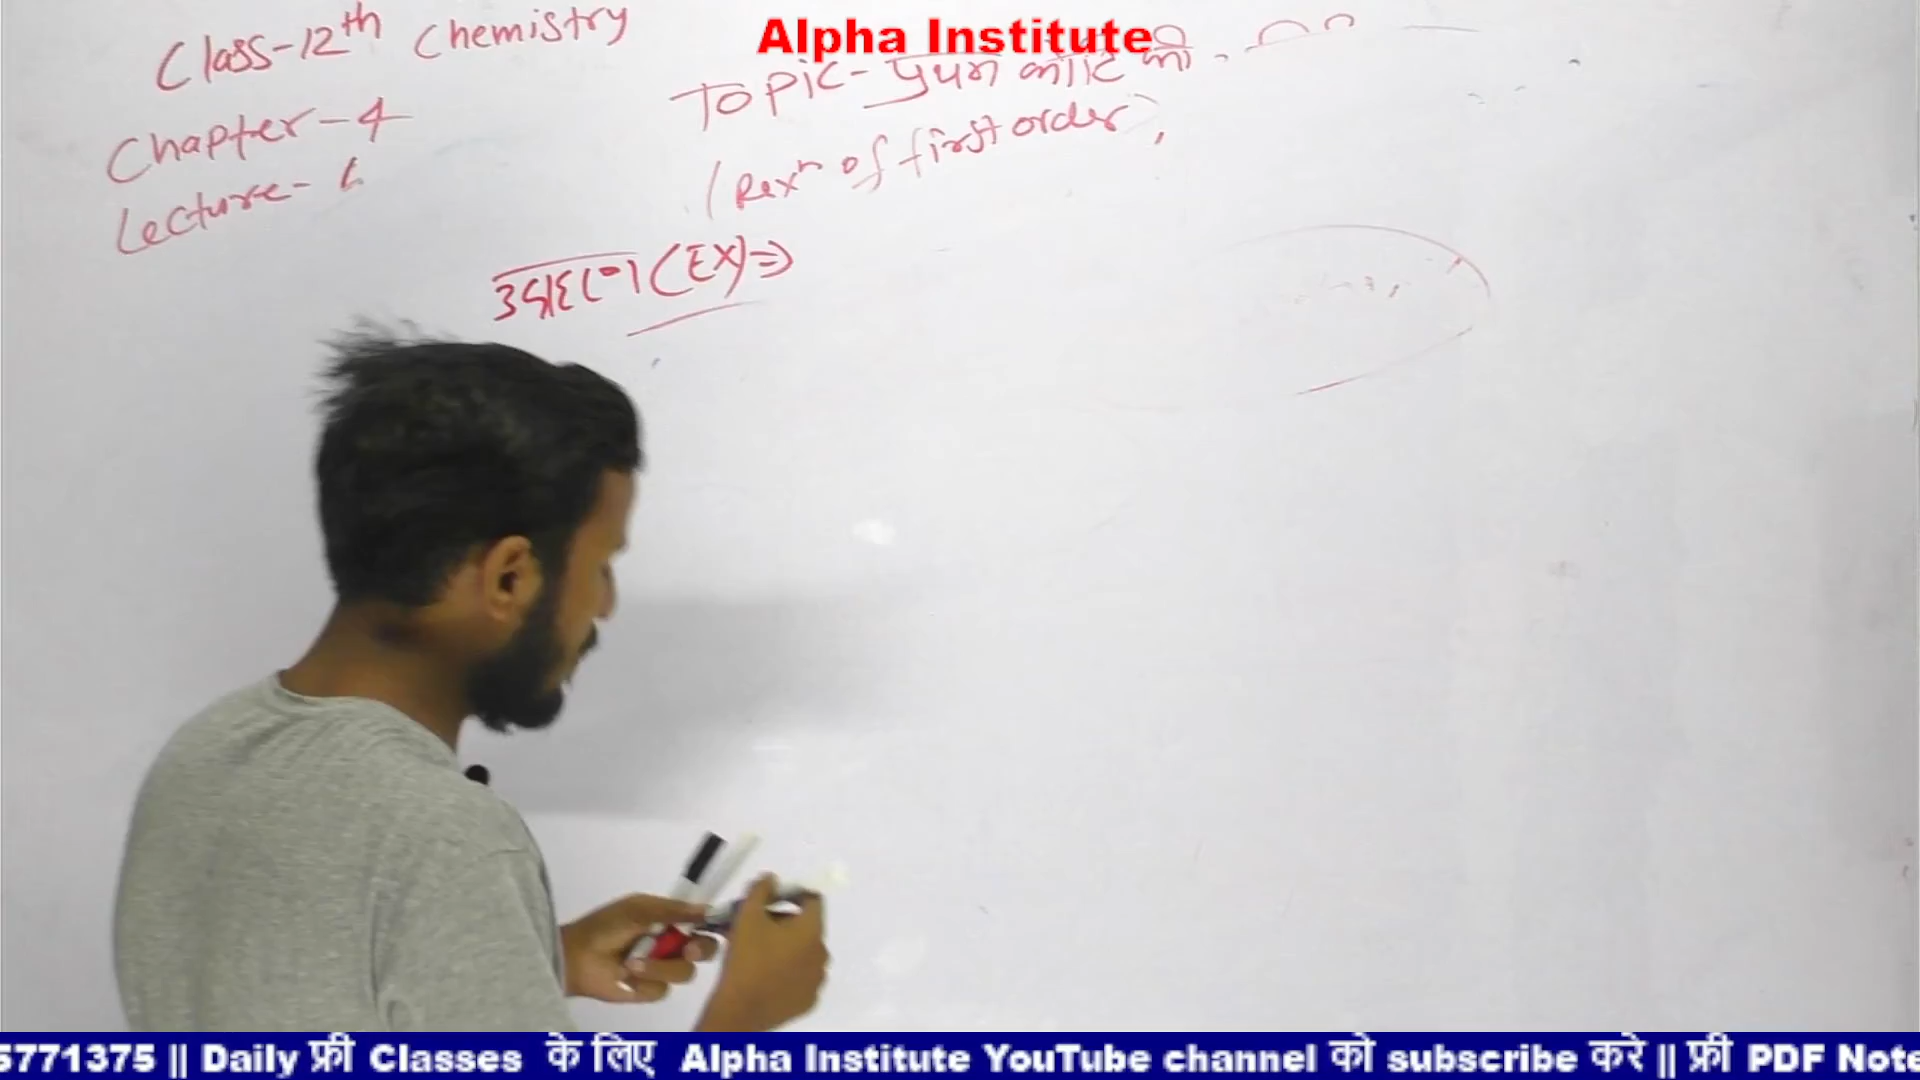 Alpha Institute
Class-12th Chemistry
Chapter-4
Lecture-
Topic- प्रथम कोटि की
(Rexn of first order)
उदाहरण (EX)⇒
5771375 || Daily फ्री Classes के लिए Alpha Institute YouTube channel को subscribe करे || फ्री PDF Note